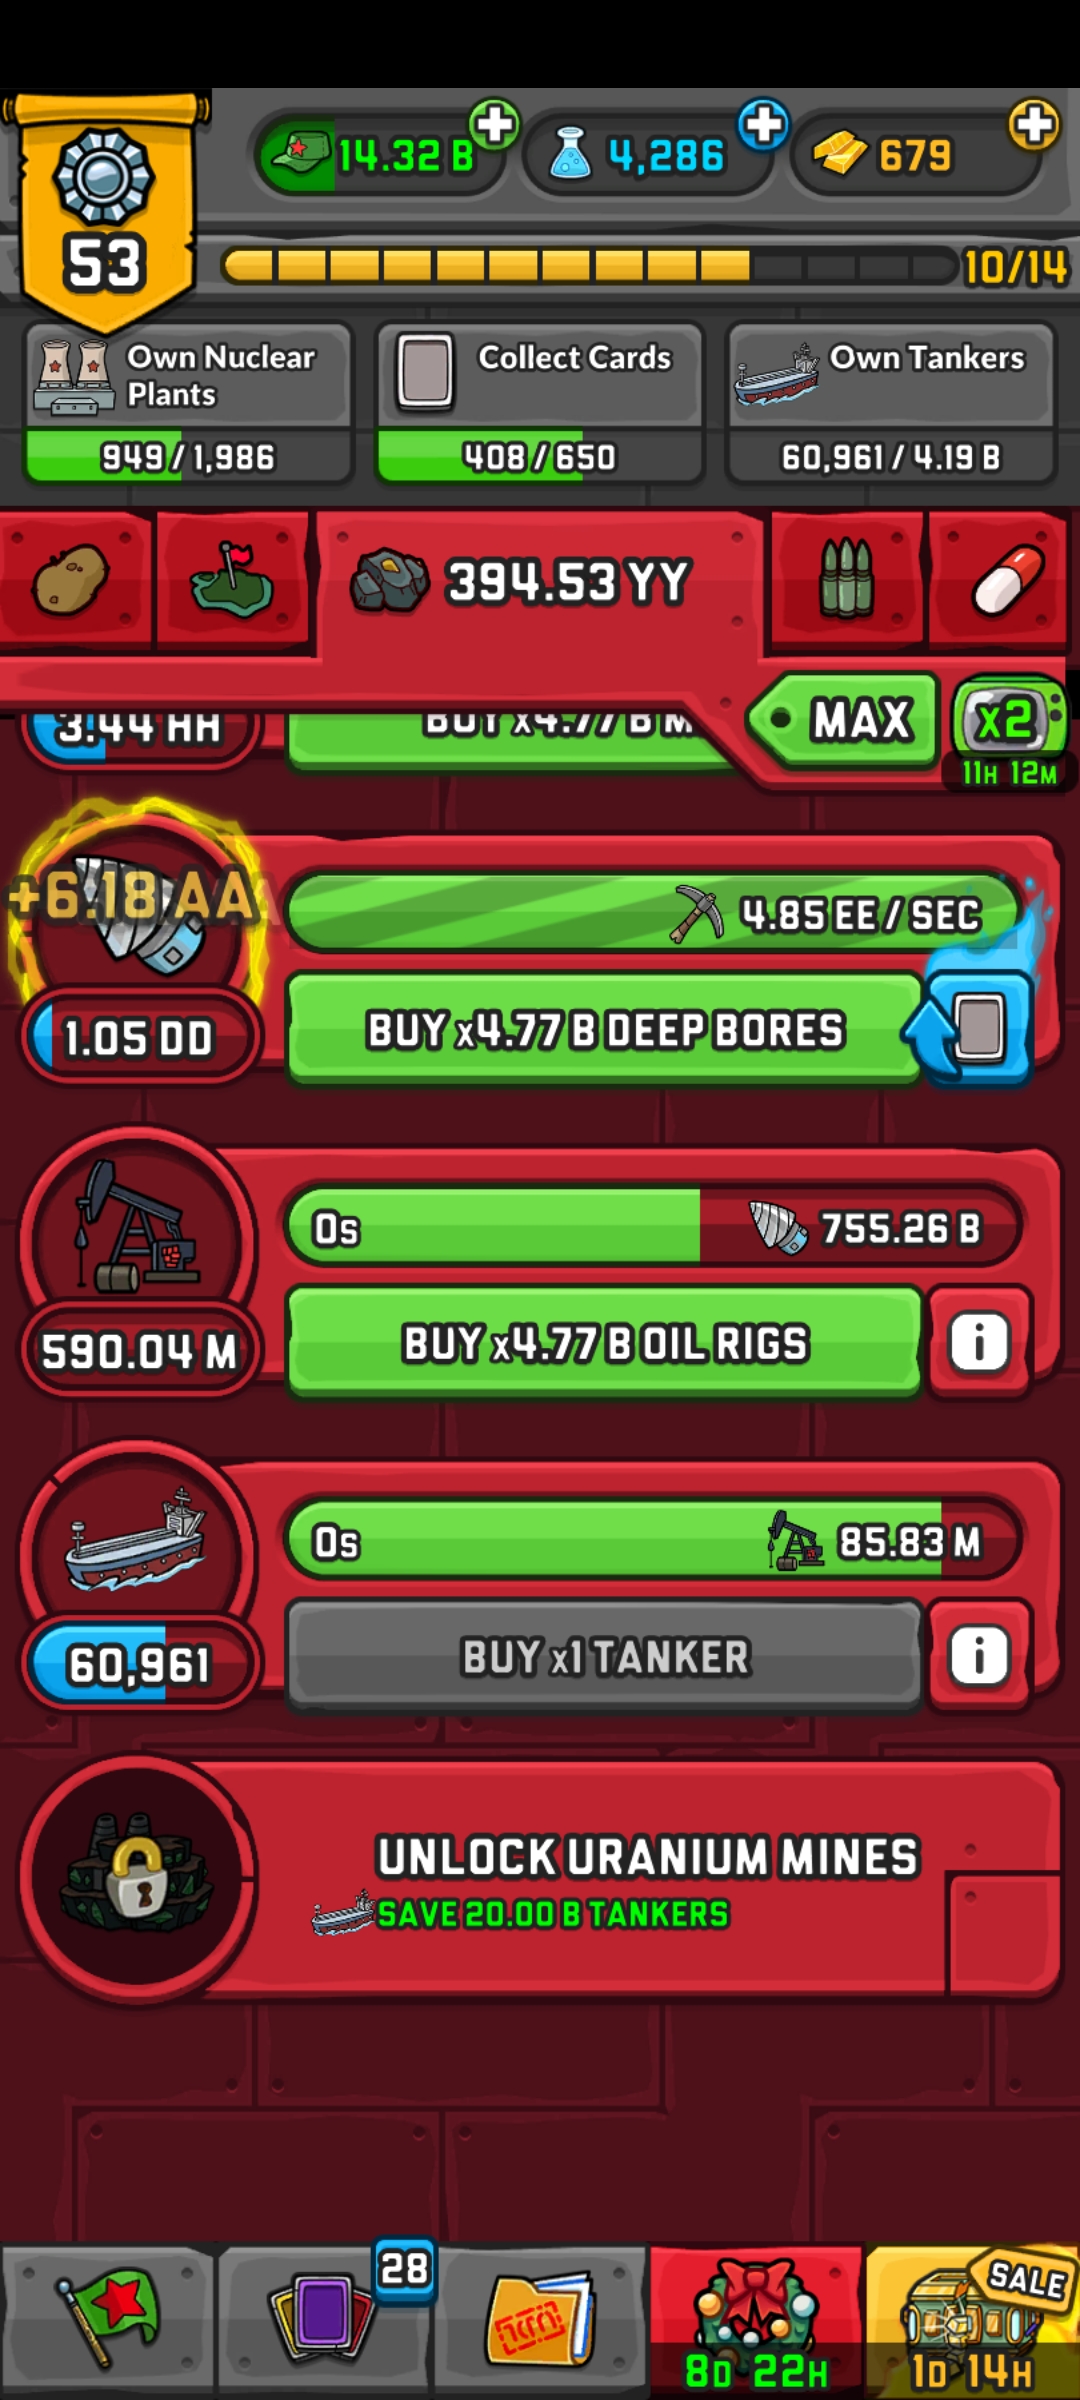 14.32 B
4,286
679
53
10/14
Own Nuclear
Plants
949/1,986
Collect Cards
408/650
Own Tankers
60,961/4.19 B
394.53 YY
MAX
x2
11H 12M
3.44 HH
BUY x4.77 B M
+6.18 AA
4.85 EE / SEC
1.05 DD
BUY x4.77 B DEEP BORES
0s
755.26 B
590.04 M
BUY x4.77 B OIL RIGS
i
0s
85.83 M
60,961
BUY x1 TANKER
i
UNLOCK URANIUM MINES
SAVE 20.00 B TANKERS
28
8D 22H
SALE
1D 14H